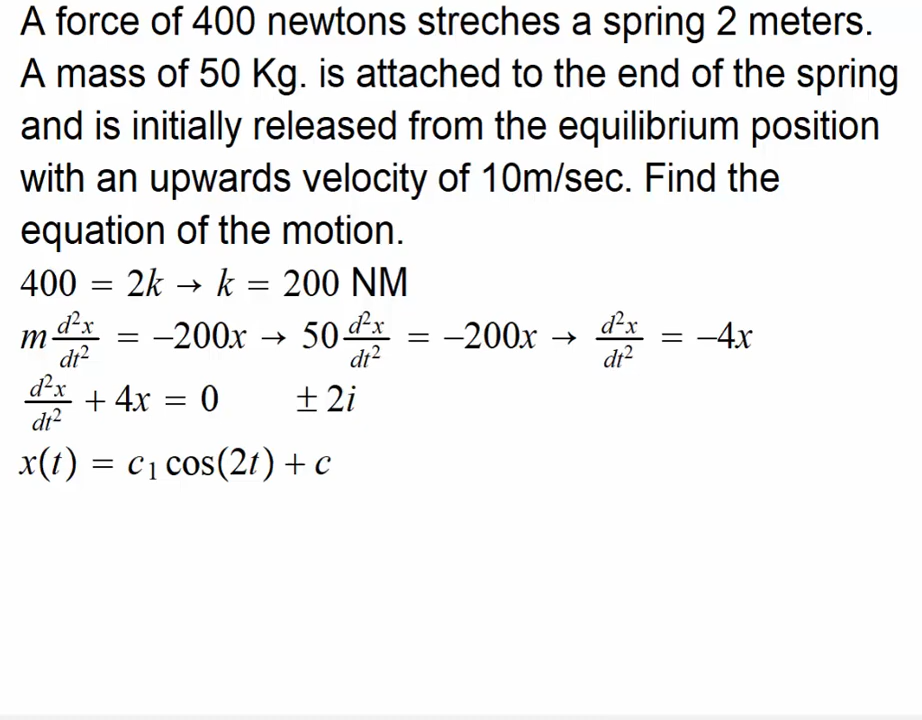 A force of 400 newtons streches a spring 2 meters.
A mass of 50 Kg. is attached to the end of the spring
and is initially released from the equilibrium position
with an upwards velocity of 10m/sec. Find the
equation of the motion.
400 = 2k → k = 200 NM
m d²x/dt² = −200x → 50 d²x/dt² = −200x → d²x/dt² = −4x
d²x/dt² + 4x = 0 ± 2i
x(t) = c₁ cos(2t) + c